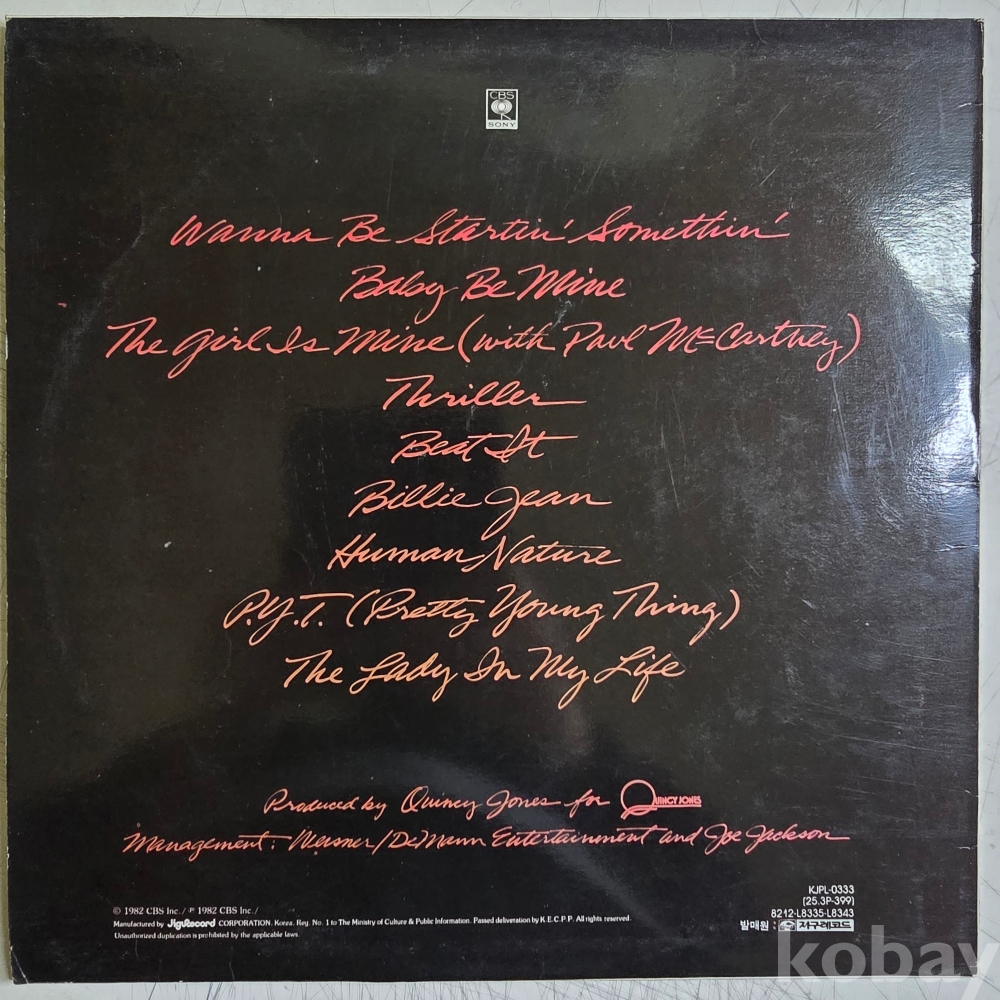 CBS
SONY
Wanna Be Startin' Somethin'
Baby Be Mine
The Girl Is Mine (with Paul McCartney)
Thriller
Beat It
Billie Jean
Human Nature
P.Y.T. (Pretty Young Thing)
The Lady In My Life
Produced by Quincy Jones for QUINCY JONES
Management: Weisner/DeMann Entertainment and Joe Jackson
KJPL-0333
(25.3P-399)
8212-L8335-L8343
발매원 : 지구레코드
© 1982 CBS Inc. / ℗ 1982 CBS Inc. /
Manufactured by JiguRecord CORPORATION. Korea. Reg. No. 1 to The Ministry of Culture & Public Information. Passed deliveration by K.E.C.P.P. All rights reserved.
Unauthorized duplication is prohibited by the applicable laws.
kobay